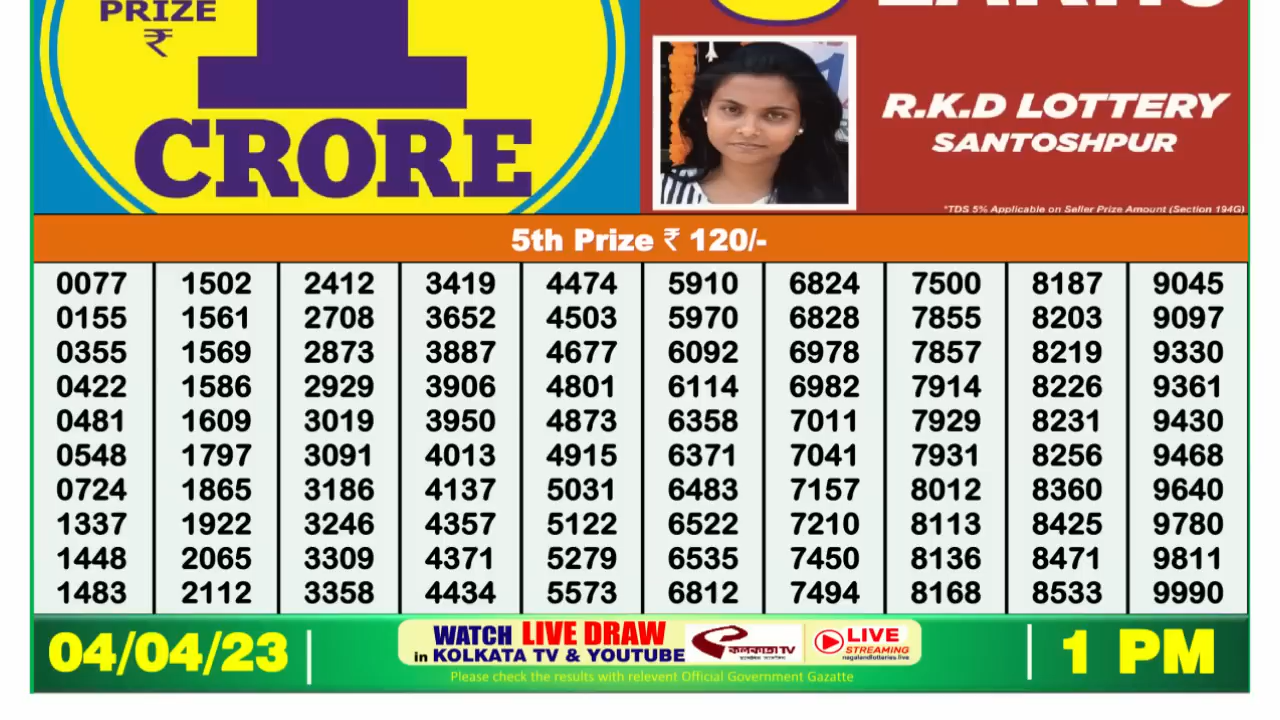 PRIZE
₹
1
CRORE
R.K.D LOTTERY
SANTOSHPUR
*TDS 5% Applicable on Seller Prize Amount (Section 194G)
5th Prize ₹ 120/-
0077 1502 2412 3419 4474 5910 6824 7500 8187 9045
0155 1561 2708 3652 4503 5970 6828 7855 8203 9097
0355 1569 2873 3887 4677 6092 6978 7857 8219 9330
0422 1586 2929 3906 4801 6114 6982 7914 8226 9361
0481 1609 3019 3950 4873 6358 7011 7929 8231 9430
0548 1797 3091 4013 4915 6371 7041 7931 8256 9468
0724 1865 3186 4137 5031 6483 7157 8012 8360 9640
1337 1922 3246 4357 5122 6522 7210 8113 8425 9780
1448 2065 3309 4371 5279 6535 7450 8136 8471 9811
1483 2112 3358 4434 5573 6812 7494 8168 8533 9990
04/04/23
WATCH LIVE DRAW
in KOLKATA TV & YOUTUBE
কলকাতা TV
LIVE
STREAMING
nagalandlotteries.live
1 PM
Please check the results with relevent Official Government Gazatte